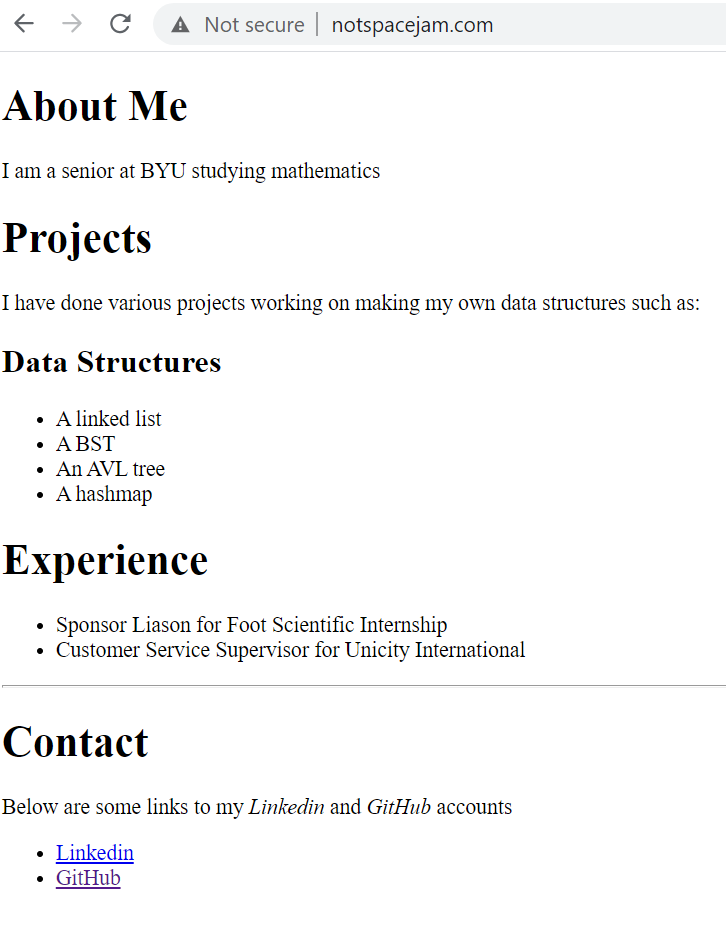 Not secure | notspacejam.com
About Me
I am a senior at BYU studying mathematics
Projects
I have done various projects working on making my own data structures such as:
Data Structures
A linked list
A BST
An AVL tree
A hashmap
Experience
Sponsor Liason for Foot Scientific Internship
Customer Service Supervisor for Unicity International
Contact
Below are some links to my Linkedin and GitHub accounts
Linkedin
GitHub